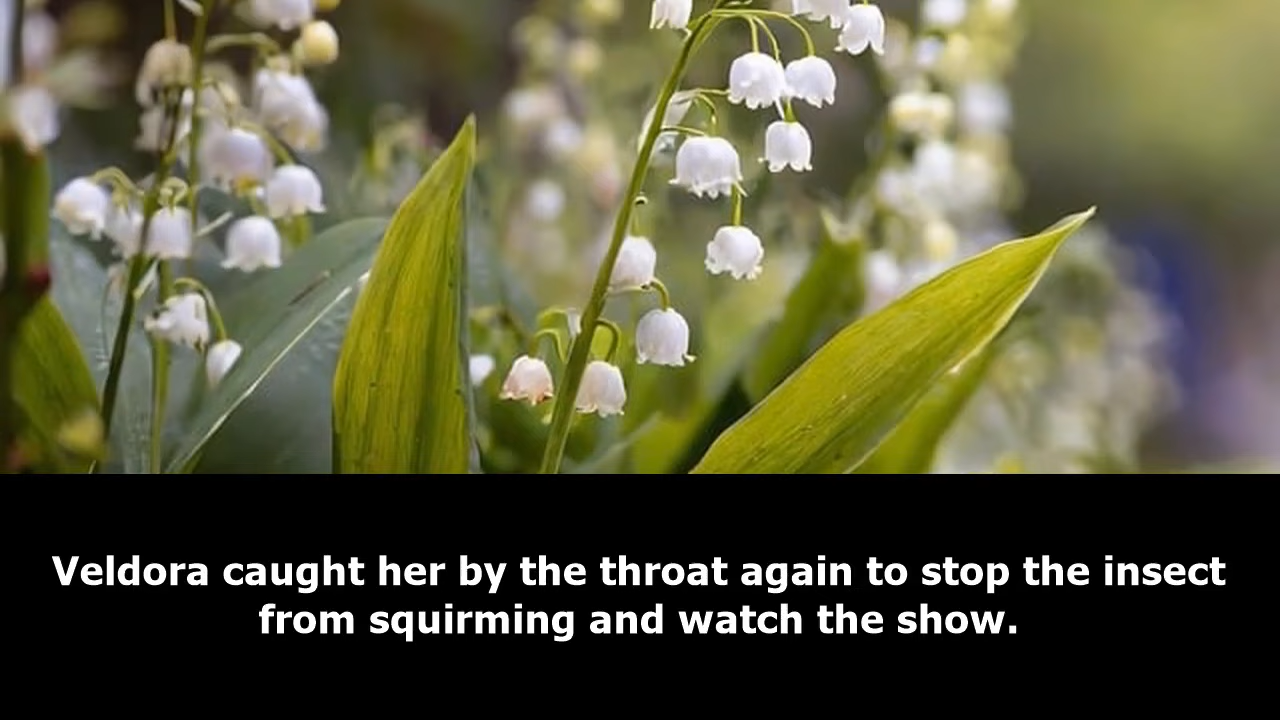 Veldora caught her by the throat again to stop the insect
from squirming and watch the show.